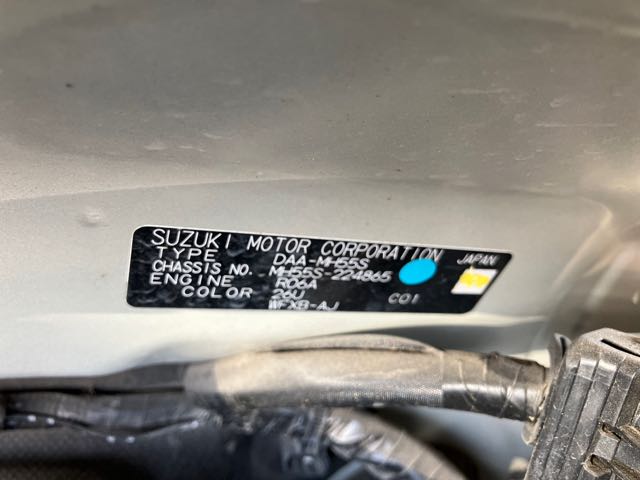 SUZUKI MOTOR CORPORATION JAPAN
TYPE DAA-MH55S
CHASSIS NO. MH55S-224865
ENGINE R06A
COLOR 26U C01
WFXB-AJ